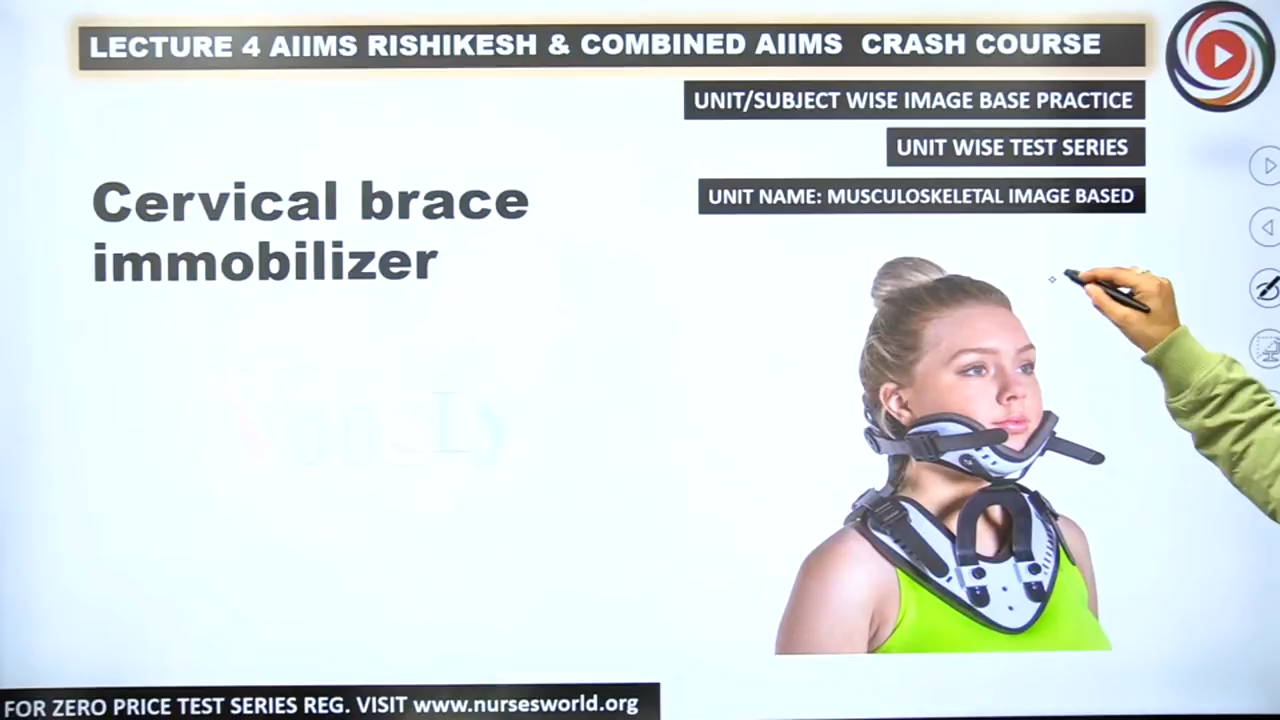 LECTURE 4 AIIMS RISHIKESH & COMBINED AIIMS CRASH COURSE
UNIT/SUBJECT WISE IMAGE BASE PRACTICE
UNIT WISE TEST SERIES
UNIT NAME: MUSCULOSKELETAL IMAGE BASED
Cervical brace
immobilizer
FOR ZERO PRICE TEST SERIES REG. VISIT www.nursesworld.org